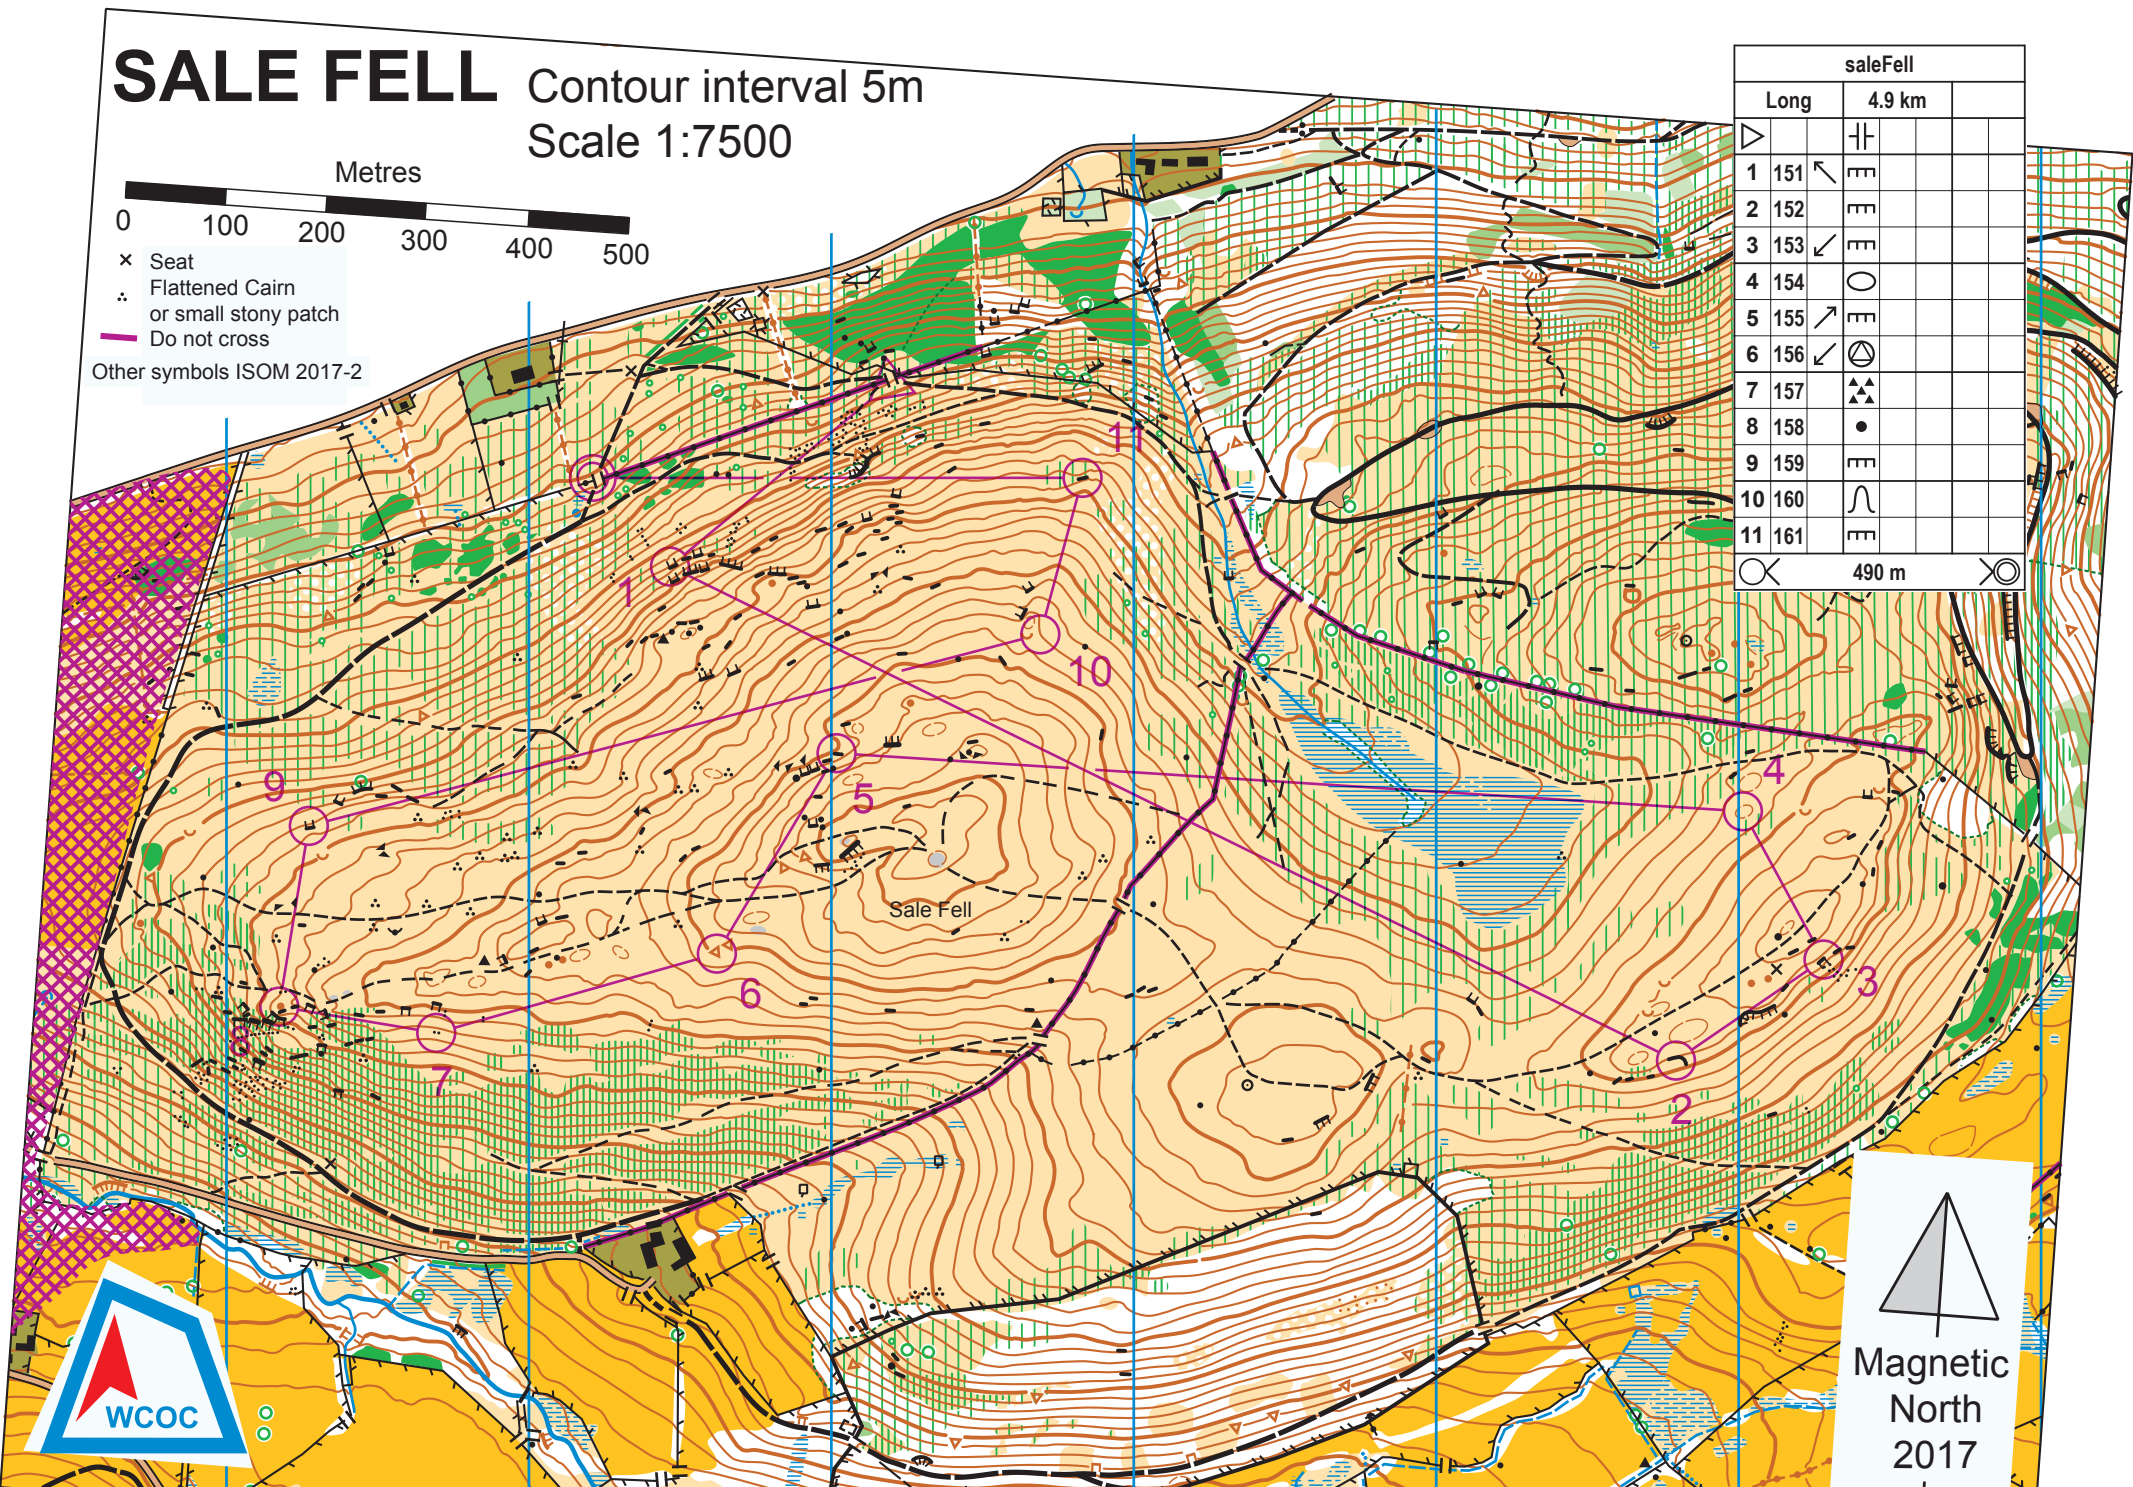 SALE FELL
Contour interval 5m
Scale 1:7500
Metres
0 100 200 300 400 500
Seat
Flattened Cairn
or small stony patch
Do not cross
Other symbols ISOM 2017-2
saleFell
Long 4.9 km
1 151
2 152
3 153
4 154
5 155
6 156
7 157
8 158
9 159
10 160
11 161
490 m
11
1
10
9
5
4
Sale Fell
6
3
8
7
2
WCOC
Magnetic
North
2017